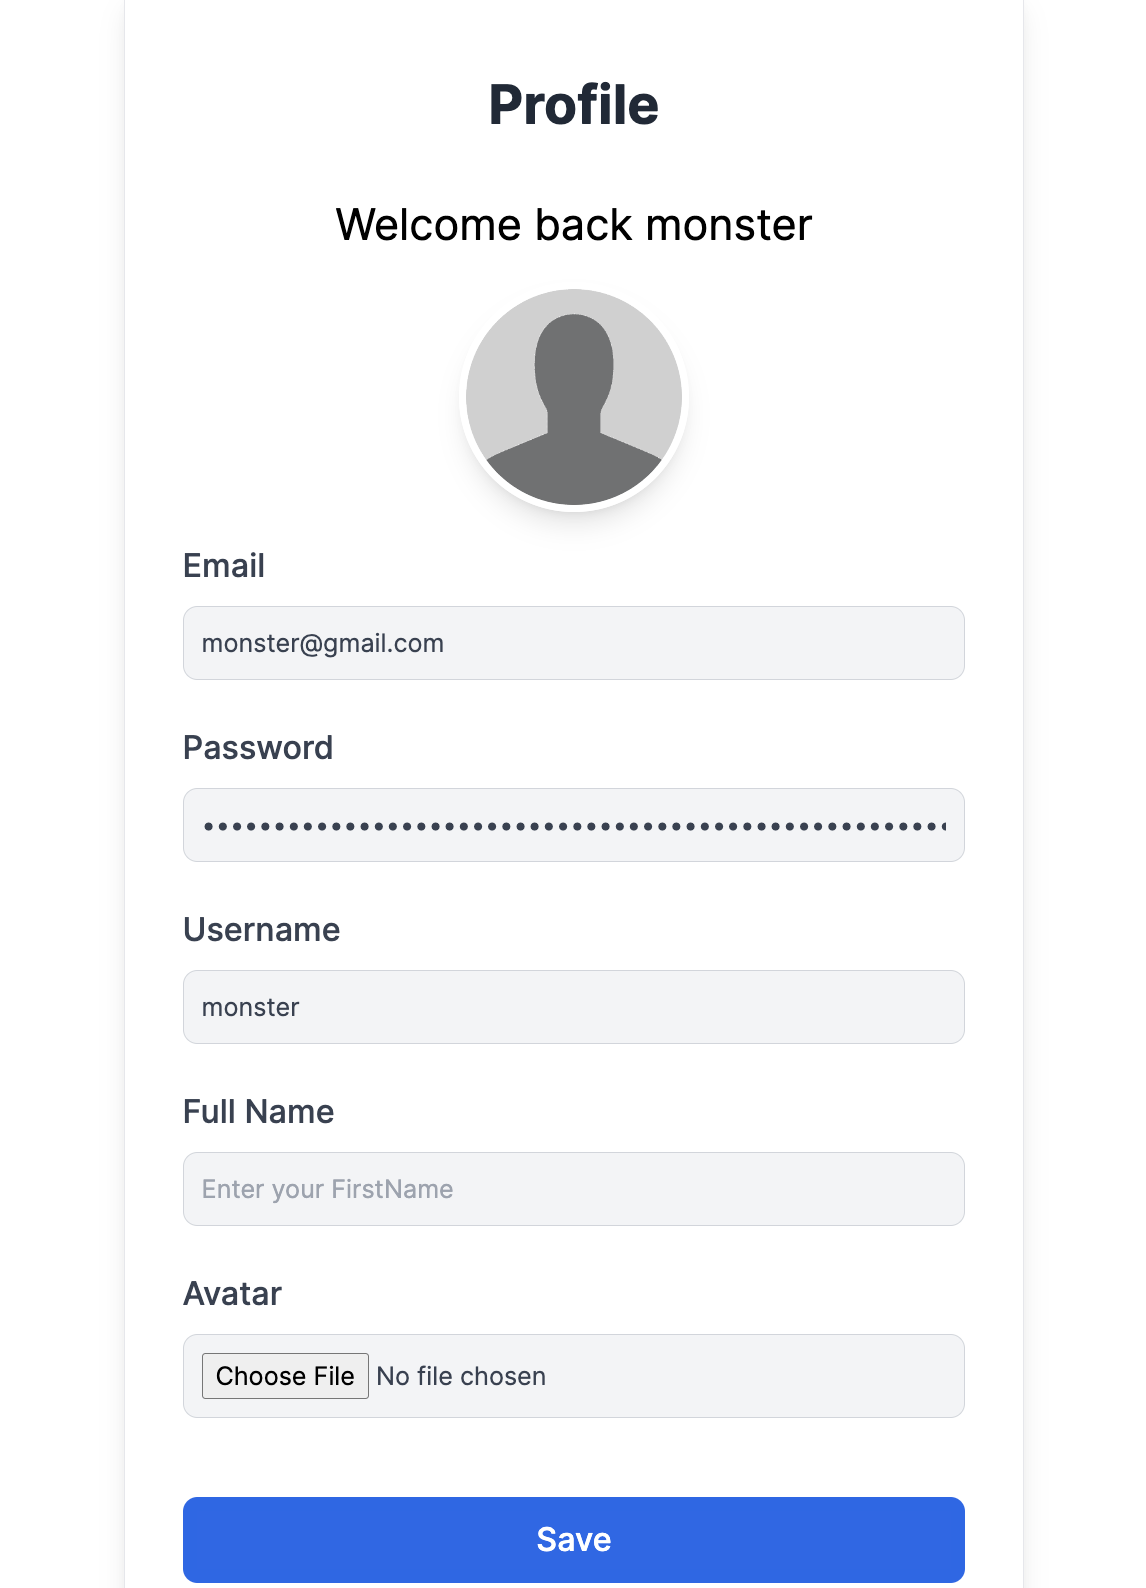 Profile
Welcome back monster
Email
monster@gmail.com
Password
Username
monster
Full Name
Enter your FirstName
Avatar
Choose File No file chosen
Save